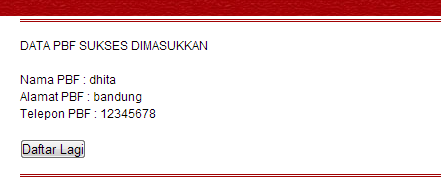 DATA PBF SUKSES DIMASUKKAN
Nama PBF : dhita
Alamat PBF : bandung
Telepon PBF : 12345678
Daftar Lagi